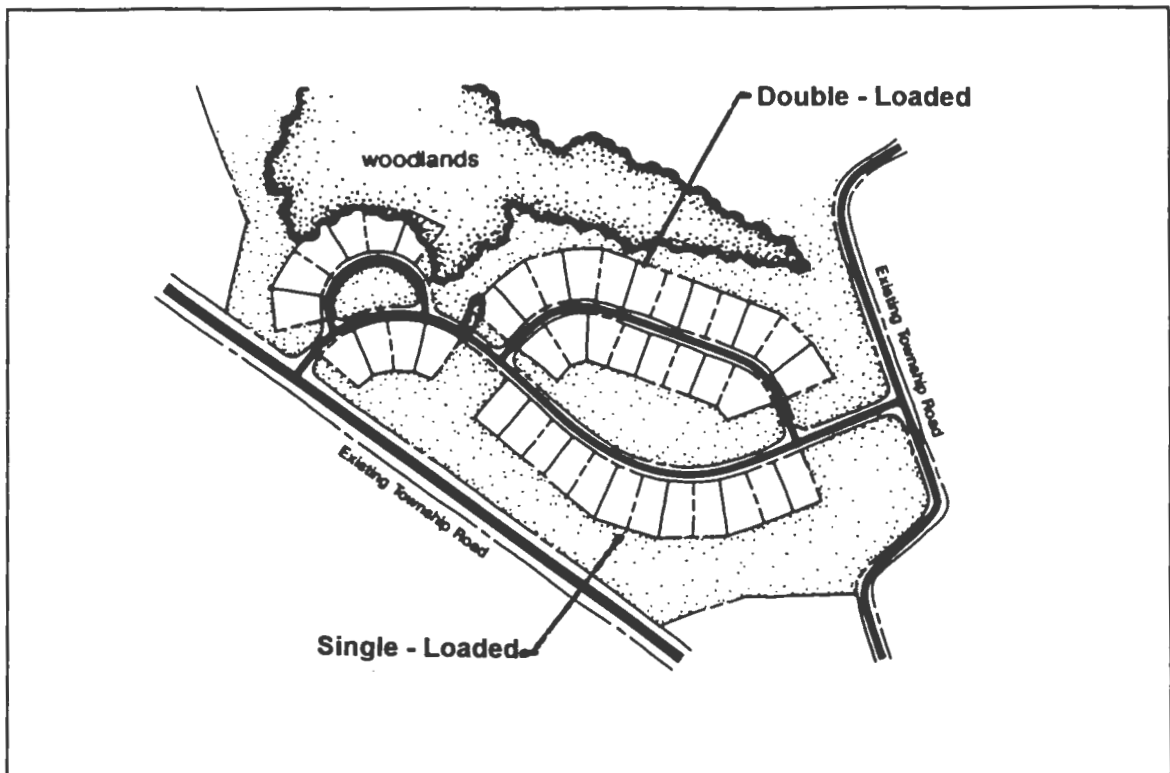 Double - Loaded
woodlands
Existing Township Road
Existing Township Road
Single - Loaded